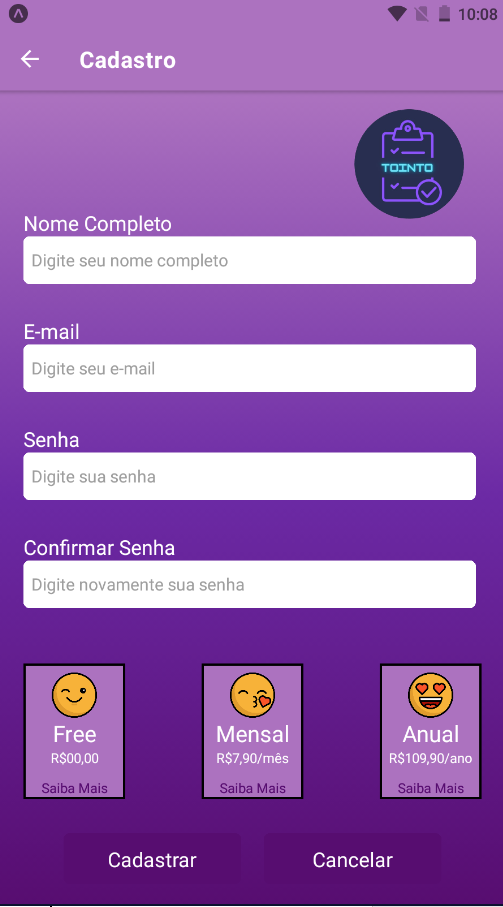 10:08
Cadastro
TOINTO
Nome Completo
Digite seu nome completo
E-mail
Digite seu e-mail
Senha
Digite sua senha
Confirmar Senha
Digite novamente sua senha
Free
R$00,00
Saiba Mais
Mensal
R$7,90/mês
Saiba Mais
Anual
R$109,90/ano
Saiba Mais
Cadastrar
Cancelar